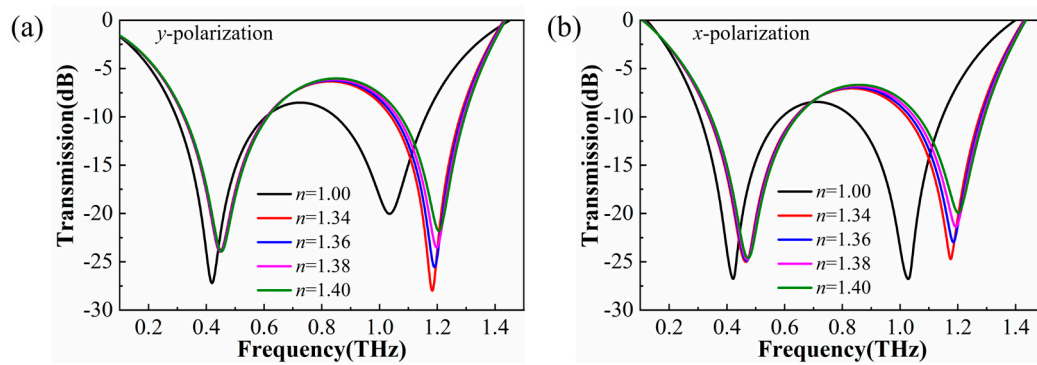 (a)
y-polarization
Transmission(dB)
0
-5
-10
-15
-20
-25
-30
n=1.00
n=1.34
n=1.36
n=1.38
n=1.40
0.2 0.4 0.6 0.8 1.0 1.2 1.4
Frequency(THz)
(b)
x-polarization
Transmission(dB)
0
-5
-10
-15
-20
-25
-30
n=1.00
n=1.34
n=1.36
n=1.38
n=1.40
0.2 0.4 0.6 0.8 1.0 1.2 1.4
Frequency(THz)